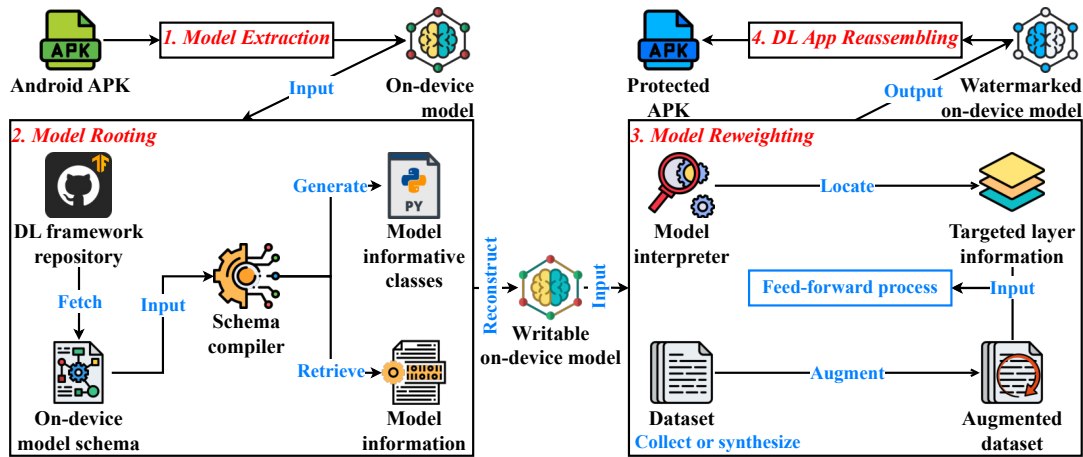 APK
1. Model Extraction
Android APK
Input
On-device
model
APK
4. DL App Reassembling
Protected
APK
Output
Watermarked
on-device model
2. Model Rooting
DL framework
repository
Fetch
Input
On-device
model schema
Schema
compiler
Generate
PY
Model
informative
classes
Retrieve
Model
information
Reconstruct
Writable
on-device model
Input
3. Model Reweighting
Model
interpreter
Locate
Targeted layer
information
Feed-forward process
Input
Dataset
Collect or synthesize
Augment
Augmented
dataset